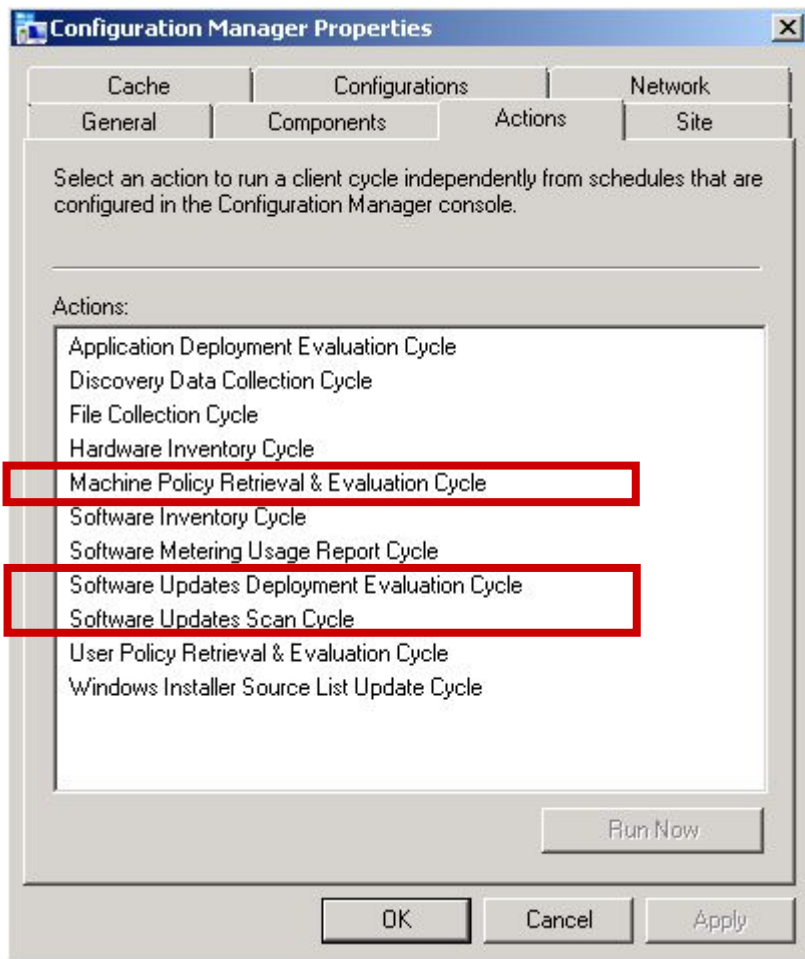 Configuration Manager Properties
Cache Configurations Network
General Components Actions Site
Select an action to run a client cycle independently from schedules that are
configured in the Configuration Manager console.
Actions:
Application Deployment Evaluation Cycle
Discovery Data Collection Cycle
File Collection Cycle
Hardware Inventory Cycle
Machine Policy Retrieval & Evaluation Cycle
Software Inventory Cycle
Software Metering Usage Report Cycle
Software Updates Deployment Evaluation Cycle
Software Updates Scan Cycle
User Policy Retrieval & Evaluation Cycle
Windows Installer Source List Update Cycle
Run Now
OK Cancel Apply